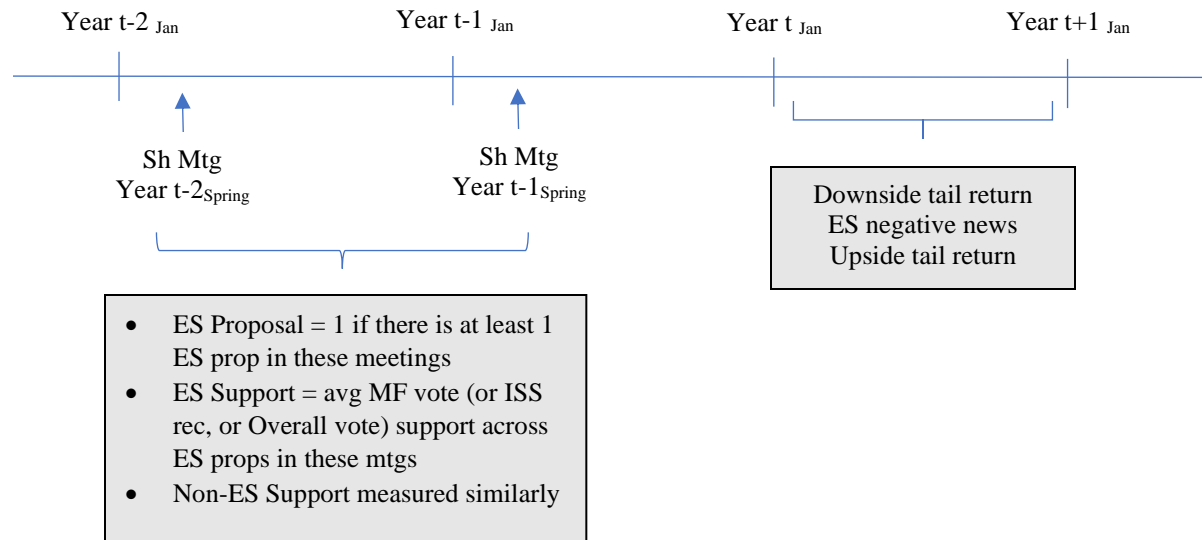 Year t-2 Jan
Year t-1 Jan
Year t Jan
Year t+1 Jan
Sh Mtg
Year t-2Spring
Sh Mtg
Year t-1Spring
Downside tail return
ES negative news
Upside tail return
• ES Proposal = 1 if there is at least 1
ES prop in these meetings
• ES Support = avg MF vote (or ISS
rec, or Overall vote) support across
ES props in these mtgs
• Non-ES Support measured similarly